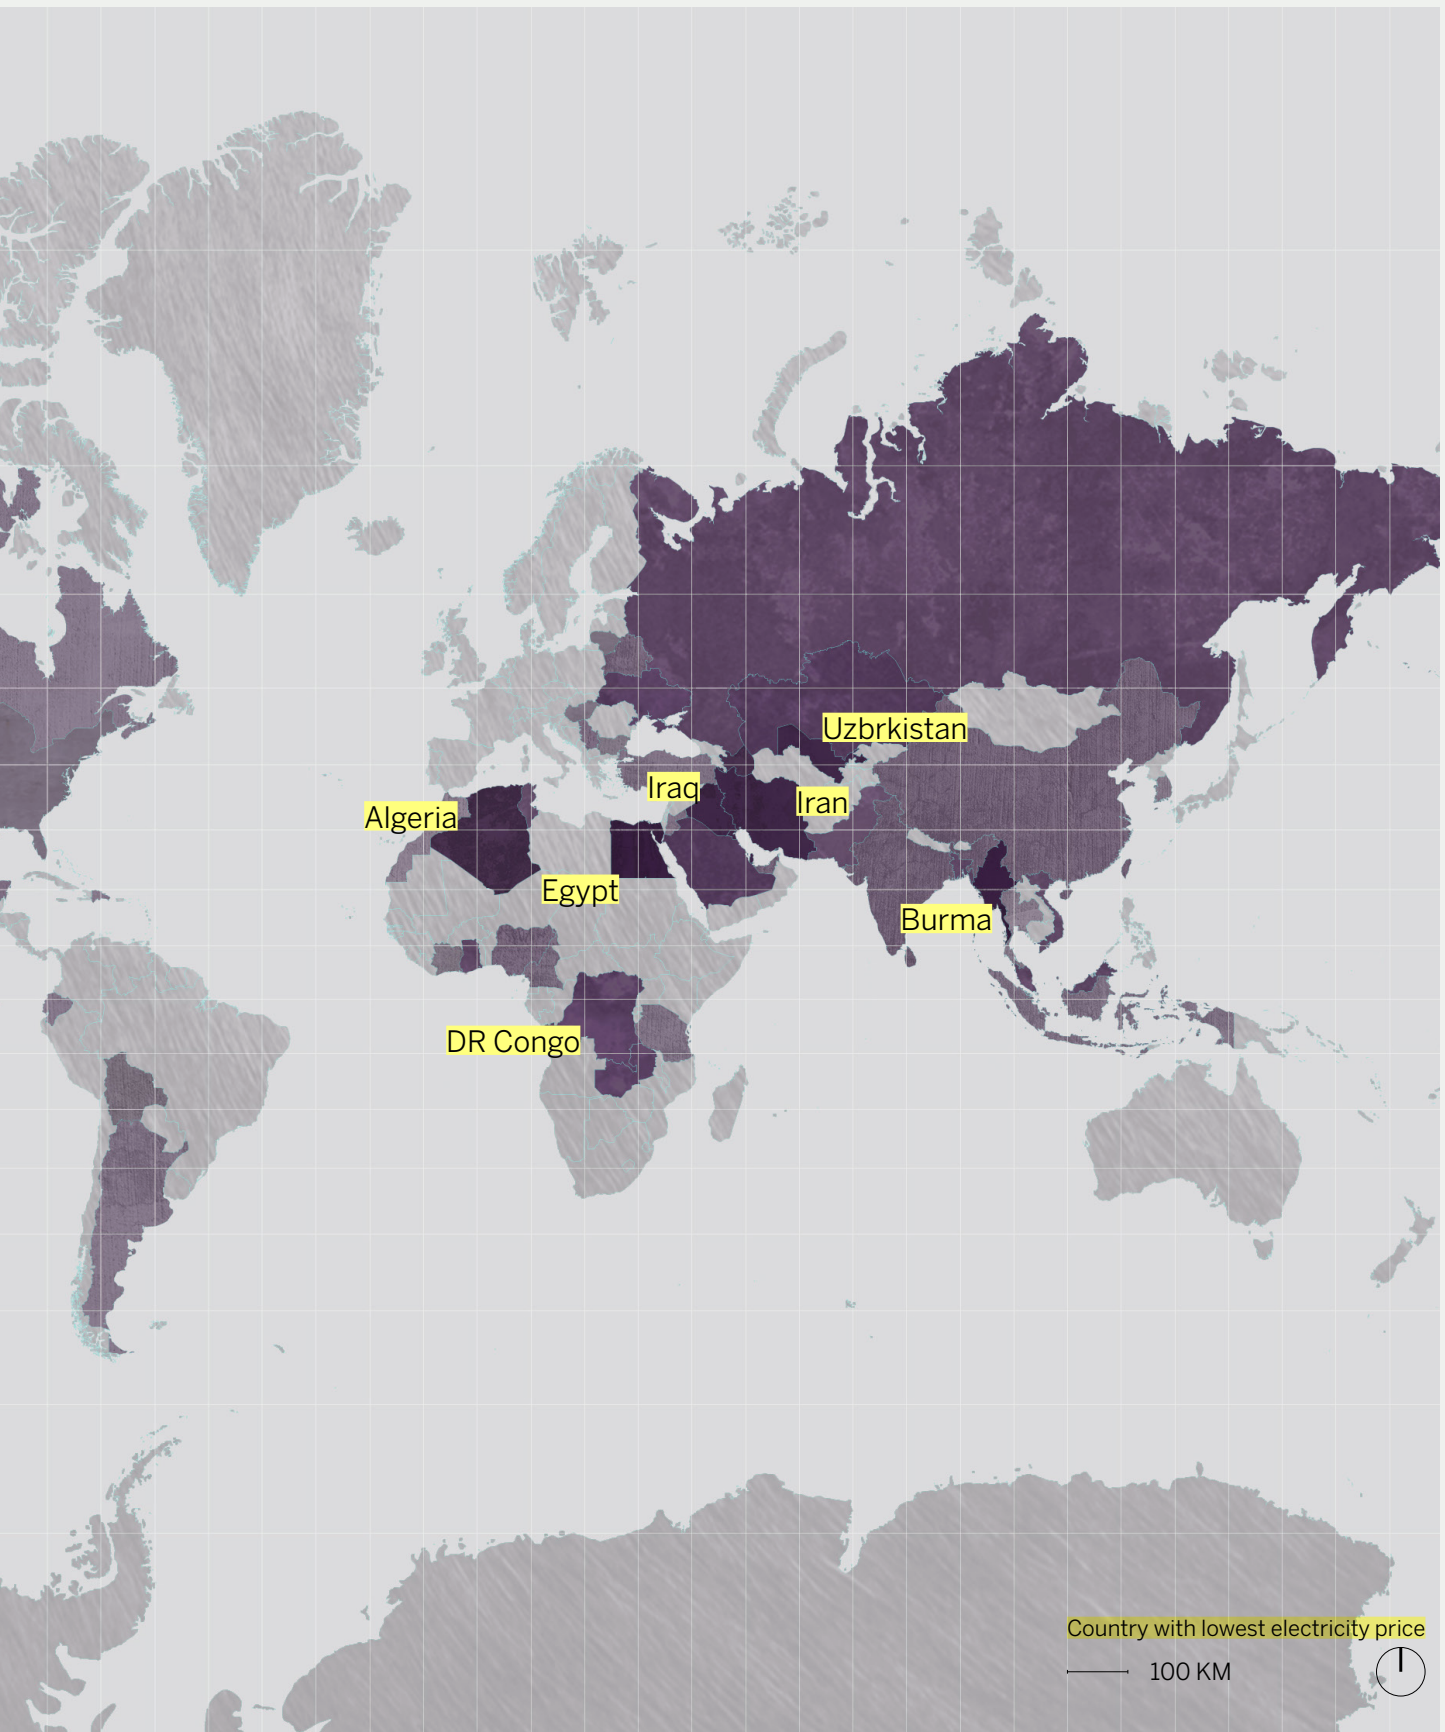 Uzbrkistan
Iraq
Iran
Algeria
Egypt
Burma
DR Congo
Country with lowest electricity price
100 KM